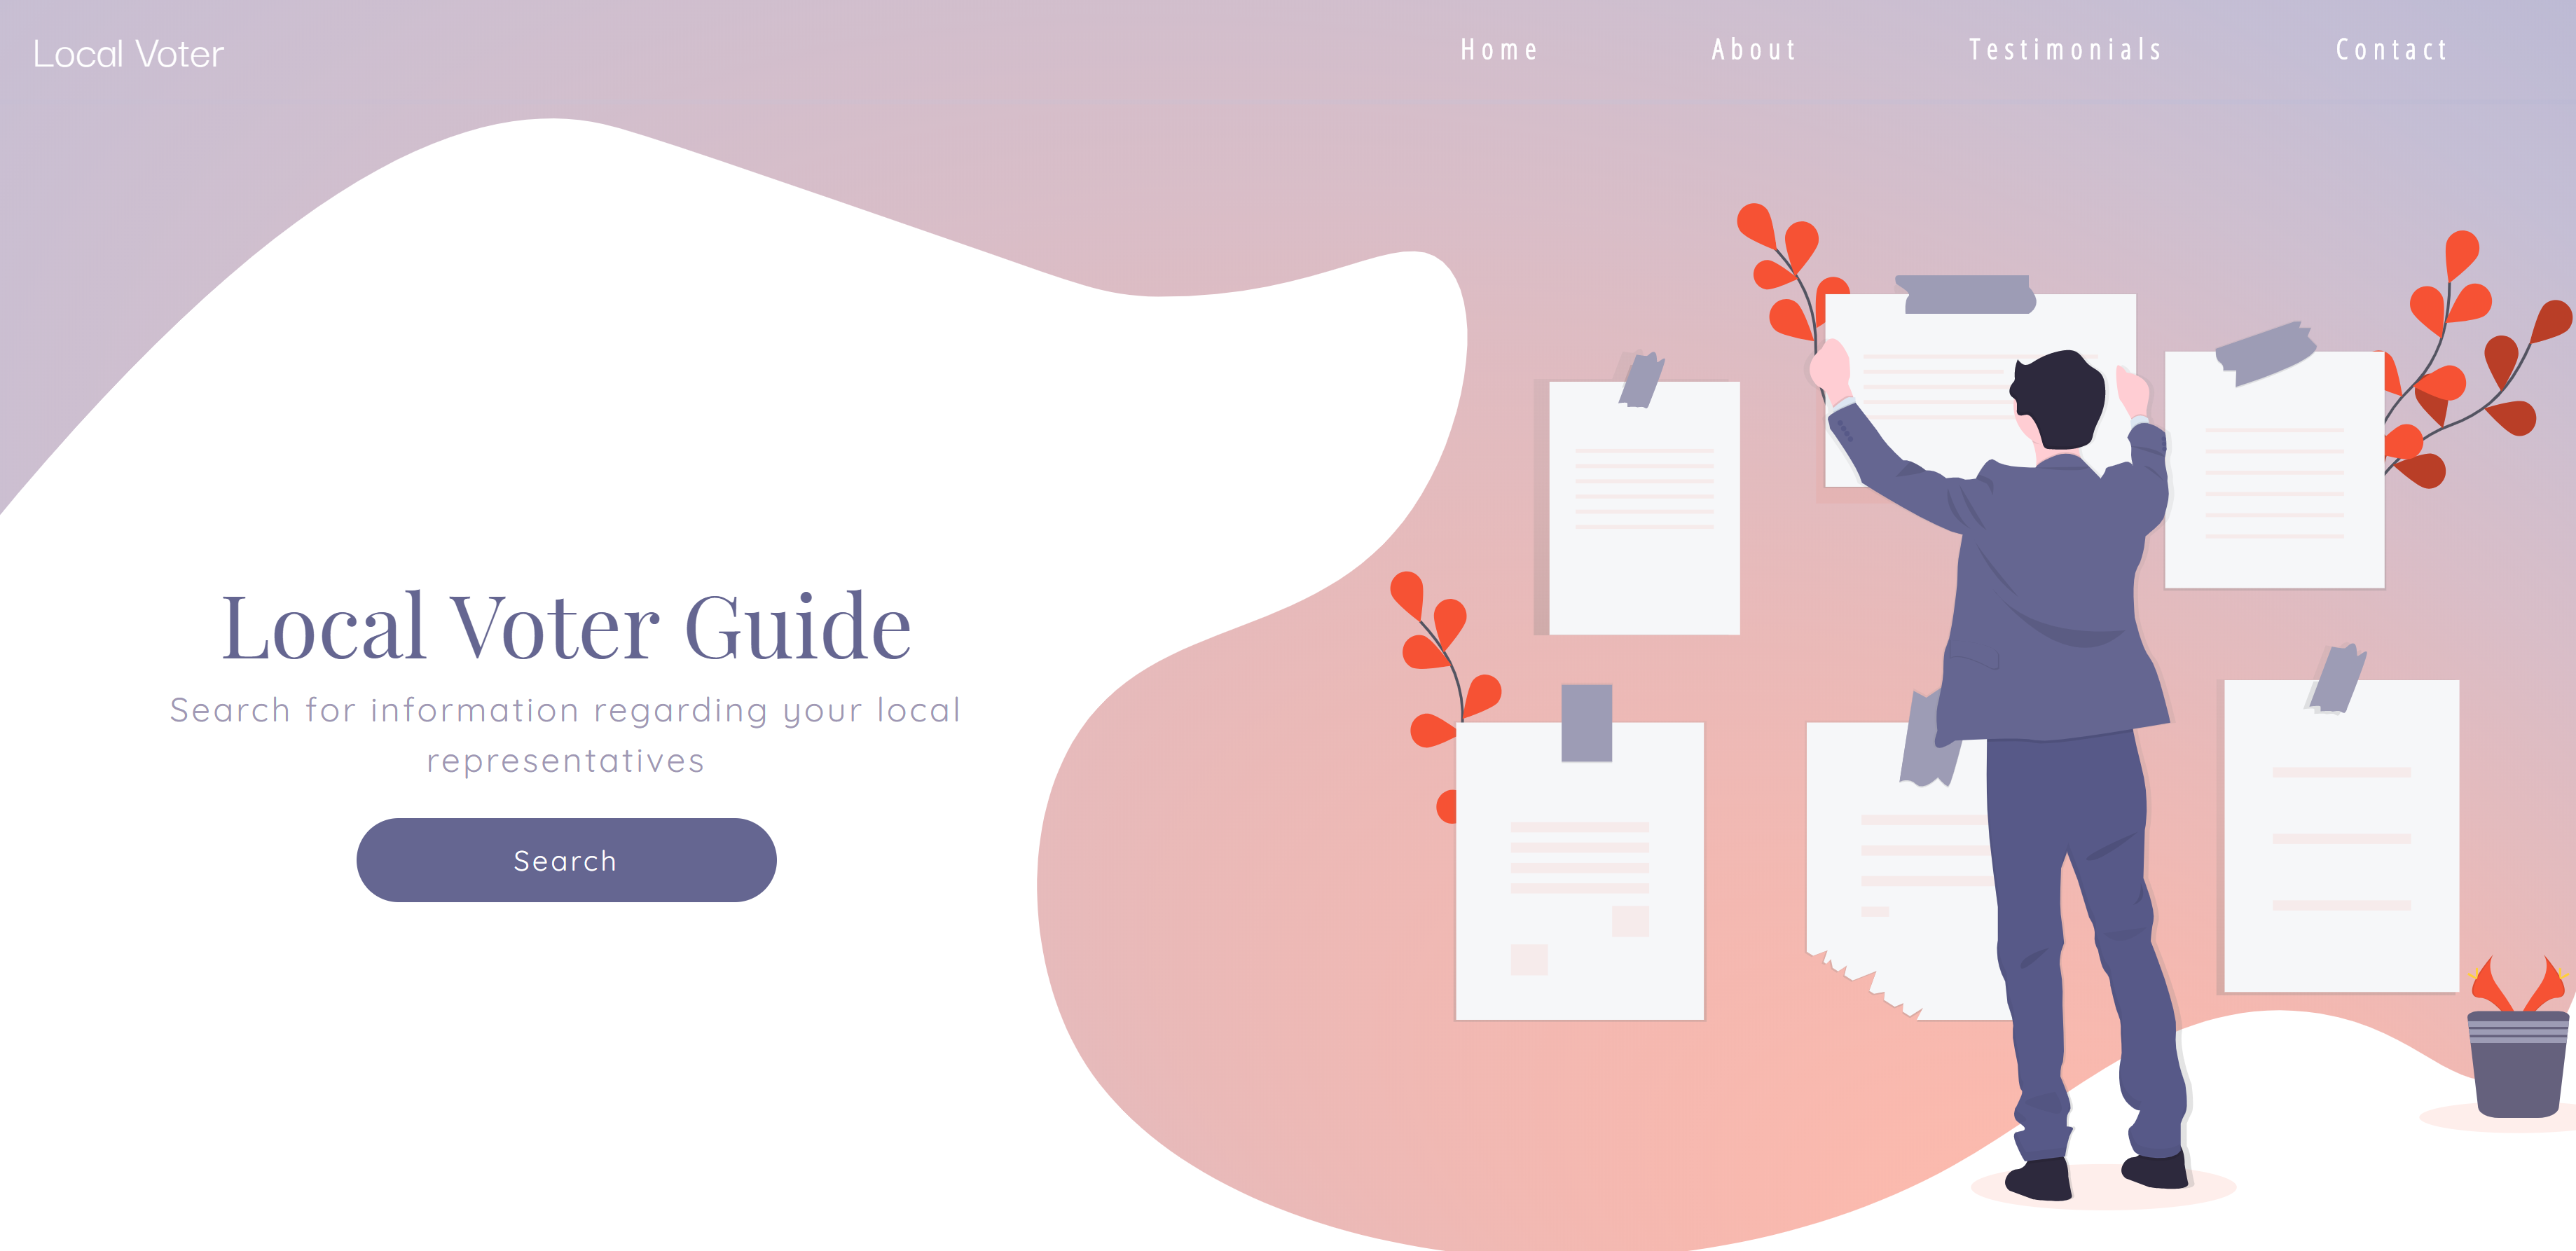 Local Voter
Home About Testimonials Contact
Local Voter Guide
Search for information regarding your local
representatives
Search